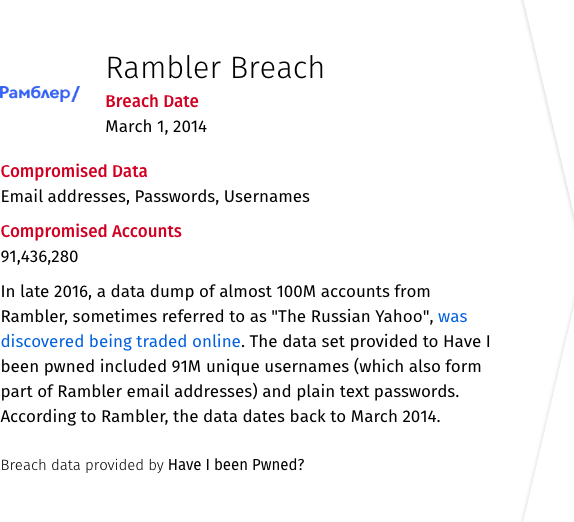 Rambler Breach
Рамблер/
Breach Date
March 1, 2014
Compromised Data
Email addresses, Passwords, Usernames
Compromised Accounts
91,436,280
In late 2016, a data dump of almost 100M accounts from
Rambler, sometimes referred to as "The Russian Yahoo", was
discovered being traded online. The data set provided to Have I
been pwned included 91M unique usernames (which also form
part of Rambler email addresses) and plain text passwords.
According to Rambler, the data dates back to March 2014.
Breach data provided by Have I been Pwned?